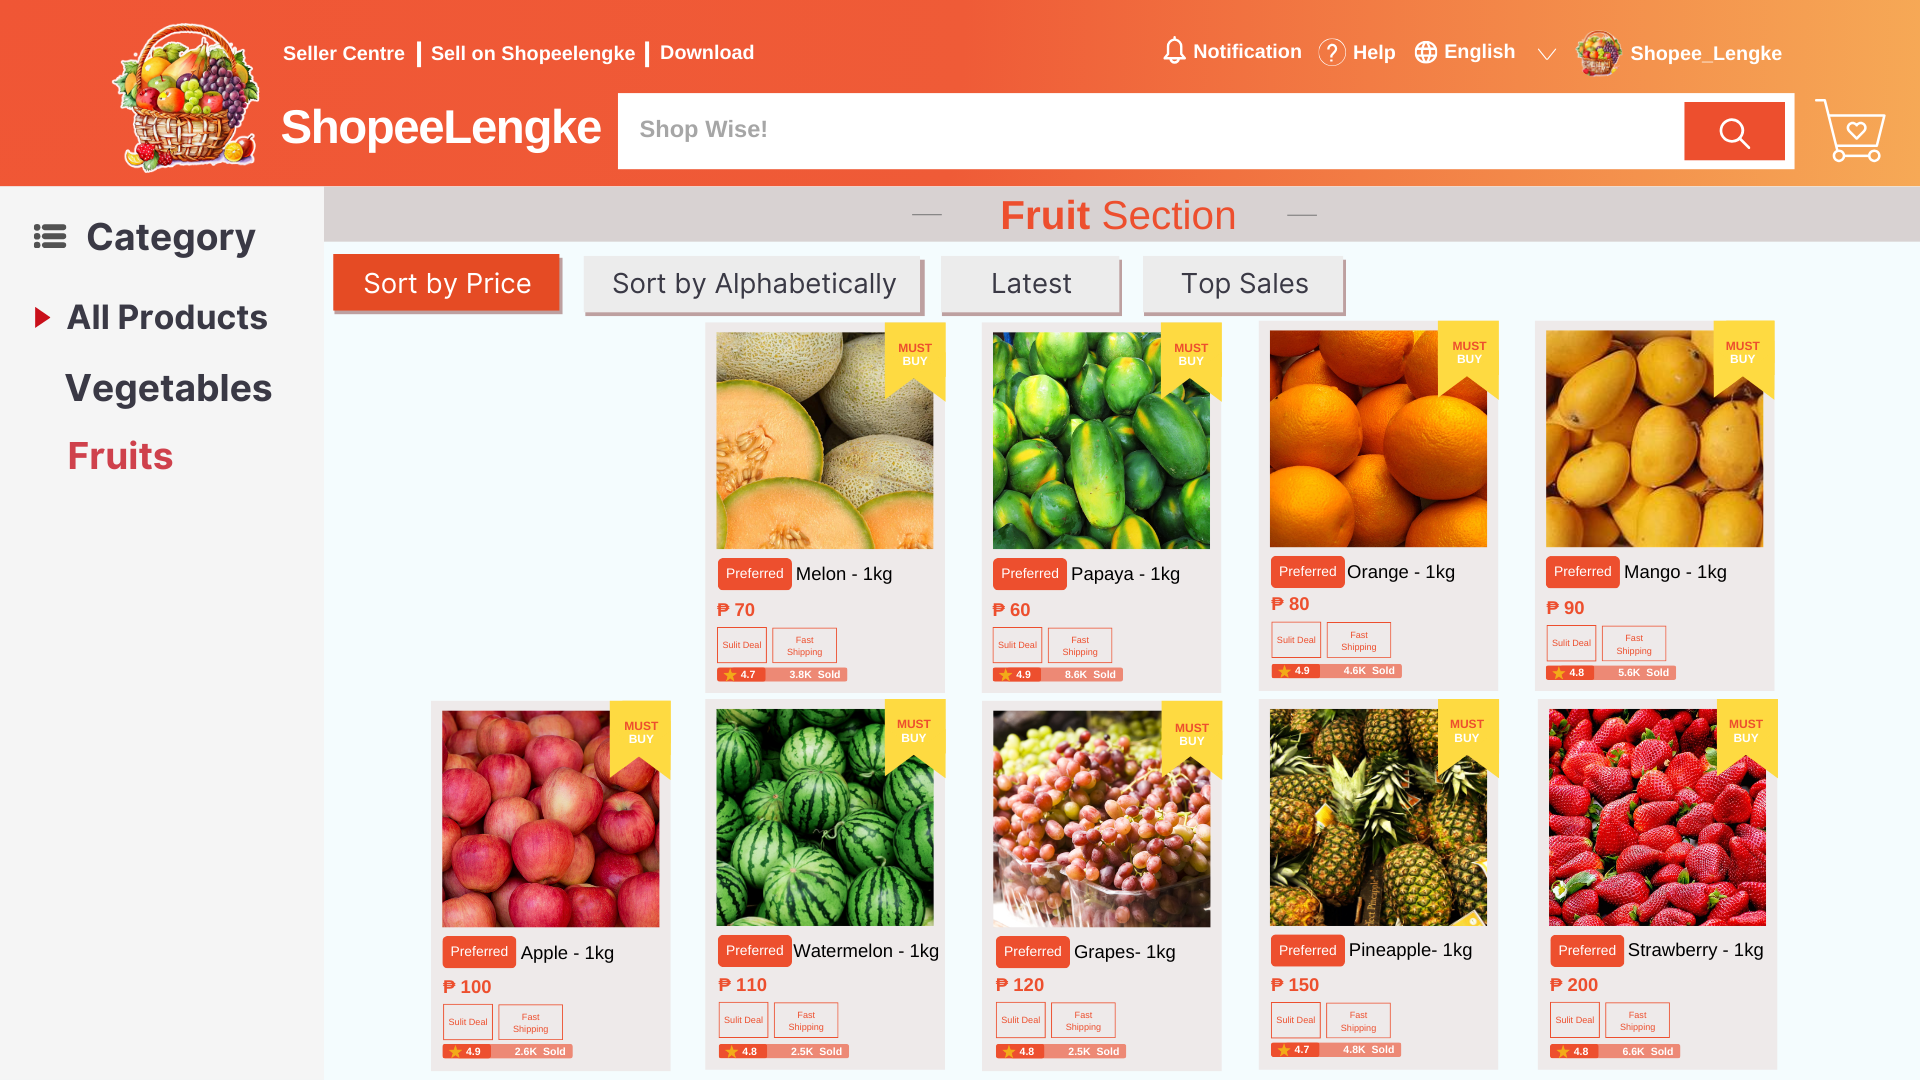 Seller Centre
Sell on Shopeelengke
Download
Notification
Help
English
Shopee_Lengke
ShopeeLengke
Shop Wise!
Fruit Section
Category
All Products
Vegetables
Fruits
Sort by Price
Sort by Alphabetically
Latest
Top Sales
MUST
BUY
Preferred Melon - 1kg
₱ 70
Sulit Deal
Fast
Shipping
4.7
3.8K Sold
MUST
BUY
Preferred Papaya - 1kg
₱ 60
Sulit Deal
Fast
Shipping
4.9
8.6K Sold
MUST
BUY
Preferred Orange - 1kg
₱ 80
Sulit Deal
Fast
Shipping
4.9
4.6K Sold
MUST
BUY
Preferred Mango - 1kg
₱ 90
Sulit Deal
Fast
Shipping
4.8
5.6K Sold
MUST
BUY
Preferred Apple - 1kg
₱ 100
Sulit Deal
Fast
Shipping
4.9
2.6K Sold
MUST
BUY
Preferred Watermelon - 1kg
₱ 110
Sulit Deal
Fast
Shipping
4.8
2.5K Sold
MUST
BUY
Preferred Grapes- 1kg
₱ 120
Sulit Deal
Fast
Shipping
4.8
2.5K Sold
MUST
BUY
Preferred Pineapple- 1kg
₱ 150
Sulit Deal
Fast
Shipping
4.7
4.8K Sold
MUST
BUY
Preferred Strawberry - 1kg
₱ 200
Sulit Deal
Fast
Shipping
4.8
6.6K Sold